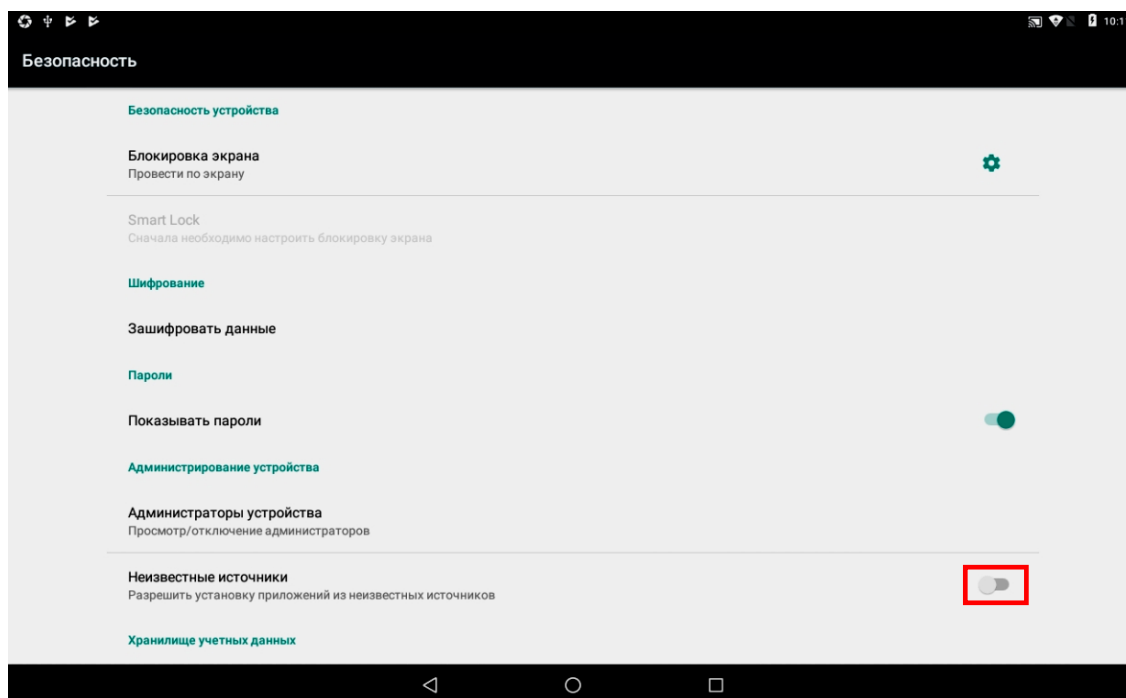 10:1
Безопасность
Безопасность устройства
Блокировка экрана
Провести по экрану
Smart Lock
Сначала необходимо настроить блокировку экрана
Шифрование
Зашифровать данные
Пароли
Показывать пароли
Администрирование устройства
Администраторы устройства
Просмотр/отключение администраторов
Неизвестные источники
Разрешить установку приложений из неизвестных источников
Хранилище учетных данных